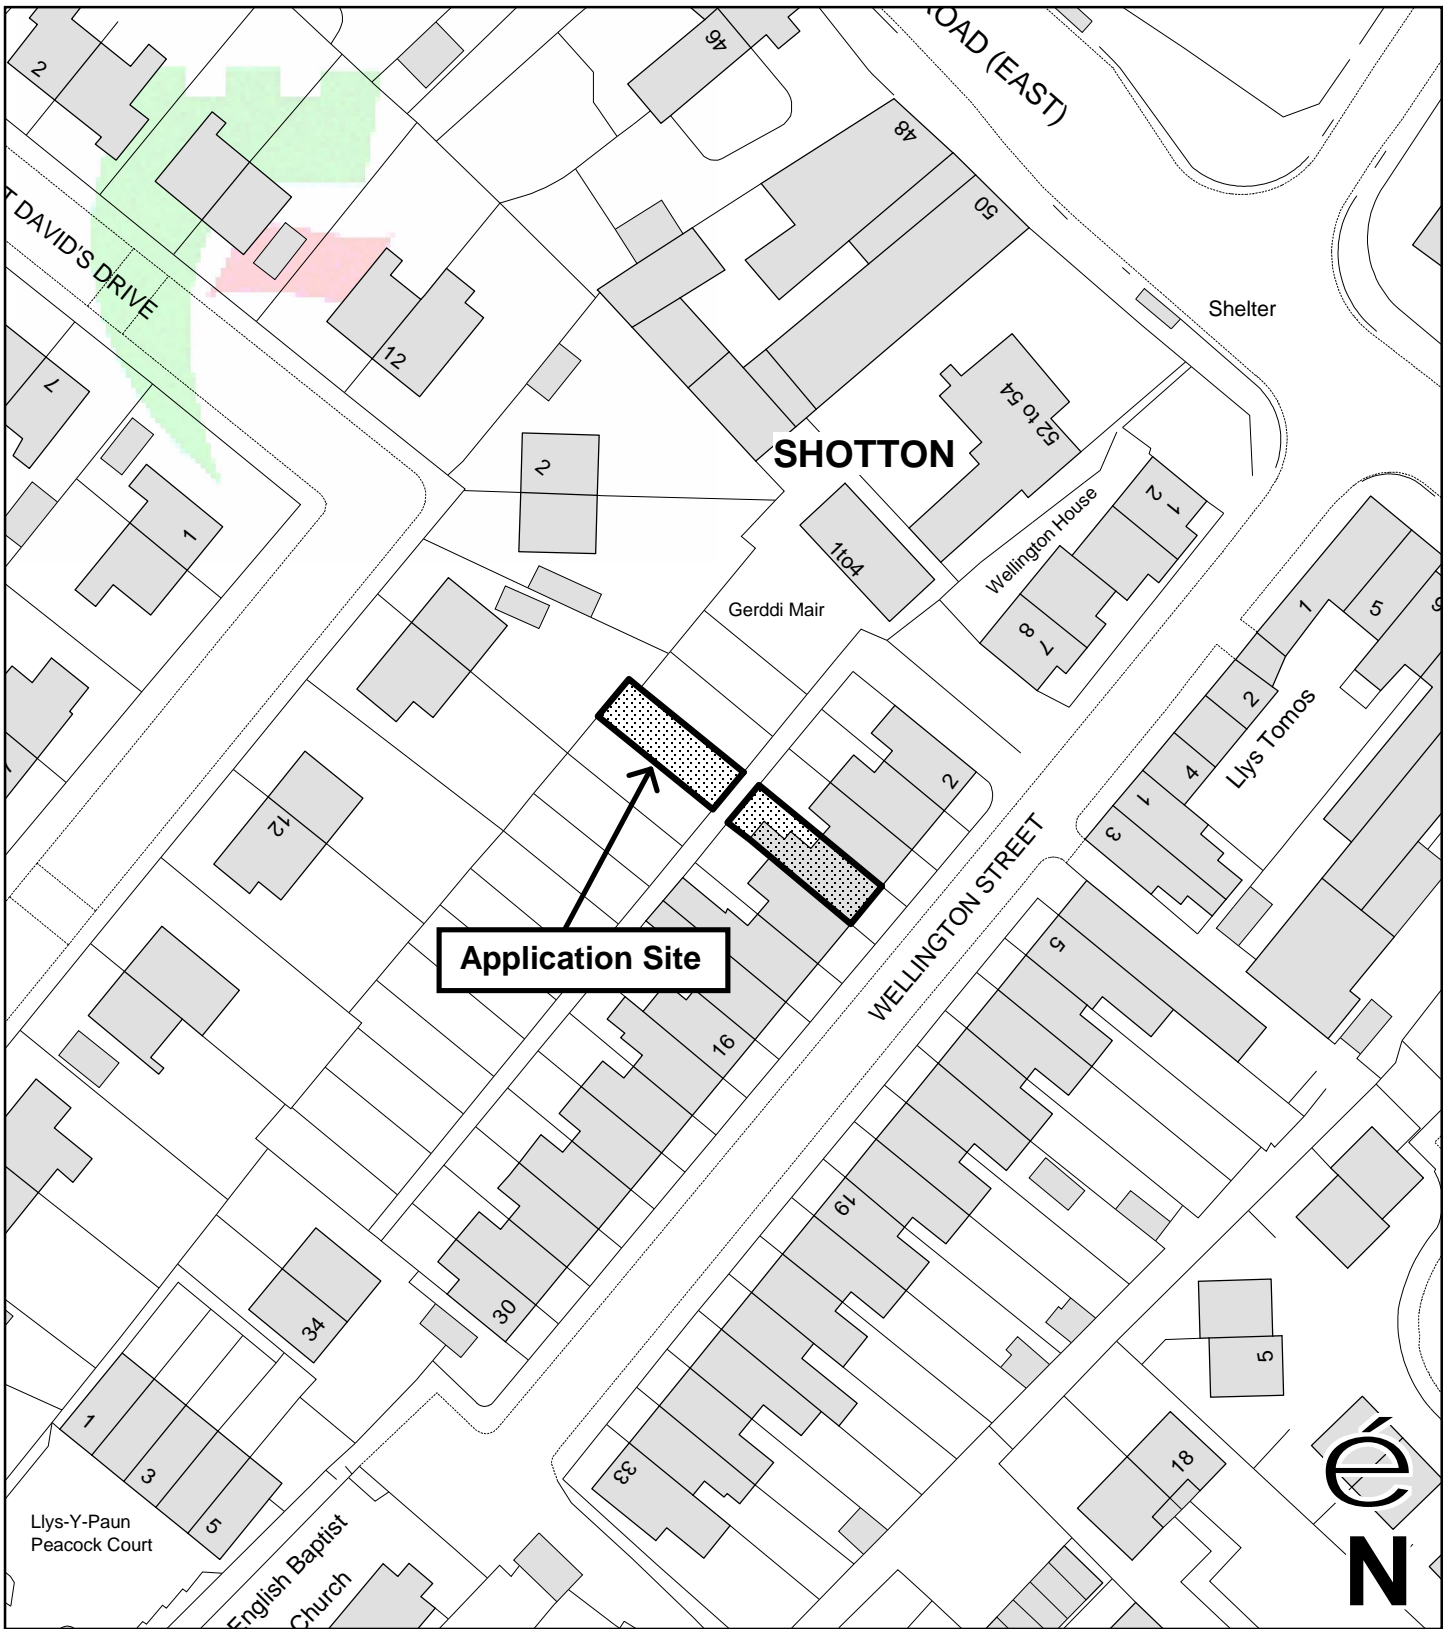 2
46
ROAD (EAST)
48
50
T DAVID'S DRIVE
Shelter
12
7
52 to 54
SHOTTON
2
2
1
1
1to4
Wellington House
Gerddi Mair
1
5
8
7
2
Llys Tomos
2
4
1
3
12
WELLINGTON STREET
Application Site
5
16
19
30
34
5
1
3
5
33
18
Llys-Y-Paun
Peacock Court
English Baptist
Church
é
N